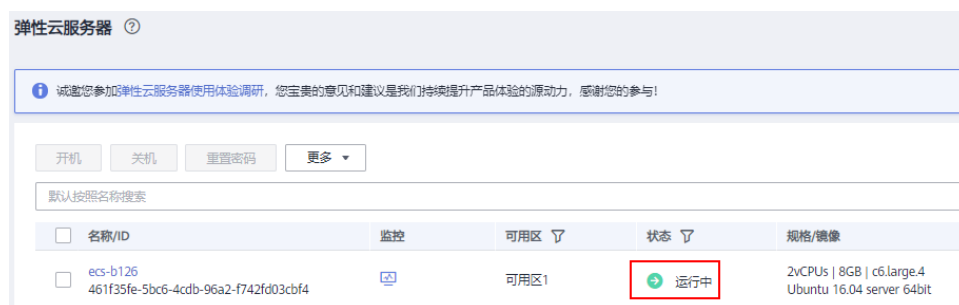 弹性云服务器 ?
诚邀您参加弹性云服务器使用体验调研，您宝贵的意见和建议是我们持续提升产品体验的源动力，感谢您的参与！
开机 关机 重置密码 更多
默认按照名称搜索
名称/ID 监控 可用区 状态 规格/镜像
ecs-b126 2vCPUs | 8GB | c6.large.4
可用区1 运行中
461f35fe-5bc6-4cdb-96a2-f742fd03cbf4 Ubuntu 16.04 server 64bit